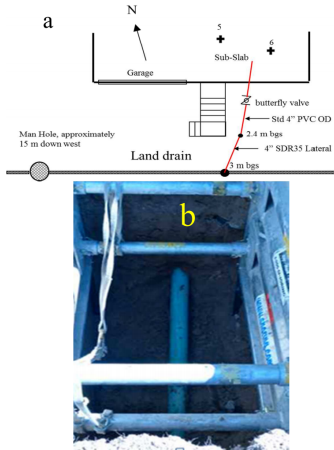 a
N
5
6
Sub-Slab
Garage
butterfly valve
Std 4” PVC OD
2.4 m bgs
Man Hole, approximately
15 m down west
4” SDR35 Lateral
Land drain
3 m bgs
b